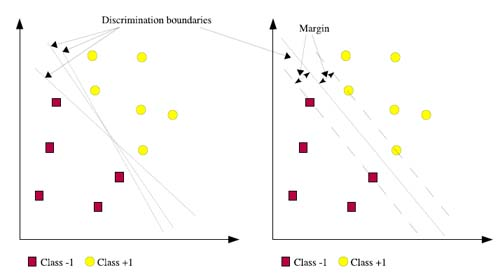 Discrimination boundaries
Margin
Class -1
Class +1
Class -1
Class +1